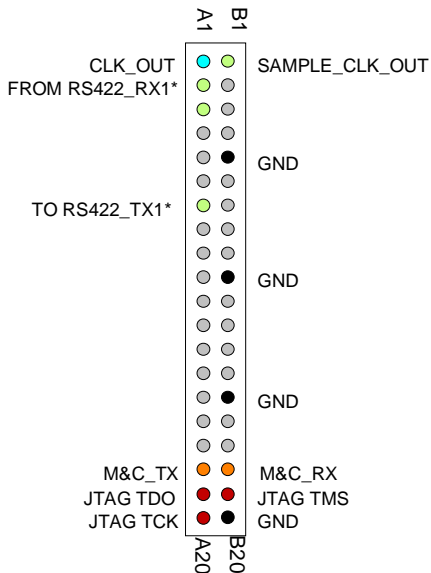 A1 B1
CLK_OUT SAMPLE_CLK_OUT
FROM RS422_RX1*
GND
TO RS422_TX1*
GND
GND
M&C_TX M&C_RX
JTAG TDO JTAG TMS
JTAG TCK GND
A20 B20